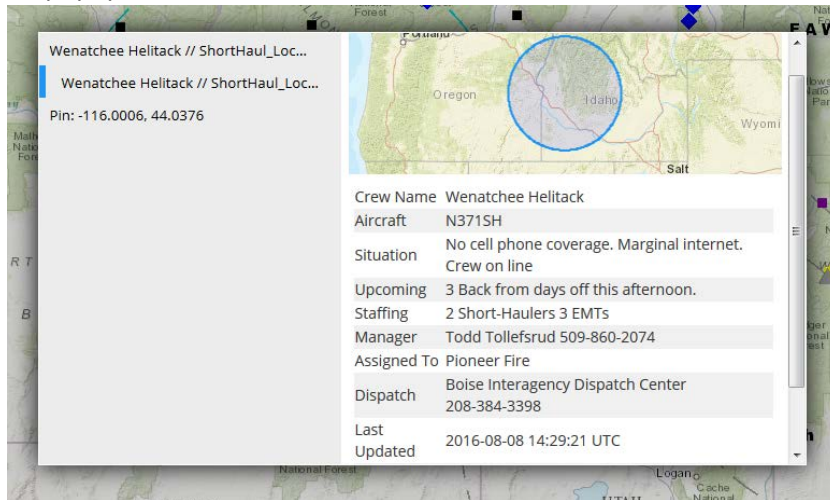 Forest
E A
Wenatchee Helitack // ShortHaul_Loc...
Wenatchee Helitack // ShortHaul_Loc...
Pin: -116.0006, 44.0376
Portland
Oregon
Idaho
Wyomi
Salt
Crew Name Wenatchee Helitack
Aircraft N371SH
Situation No cell phone coverage. Marginal internet.
Crew on line
Upcoming 3 Back from days off this afternoon.
Staffing 2 Short-Haulers 3 EMTs
Manager Todd Tollefsrud 509-860-2074
Assigned To Pioneer Fire
Dispatch Boise Interagency Dispatch Center
208-384-3398
Last
Updated 2016-08-08 14:29:21 UTC
R T
B
National Forest
Logan
Cache
National